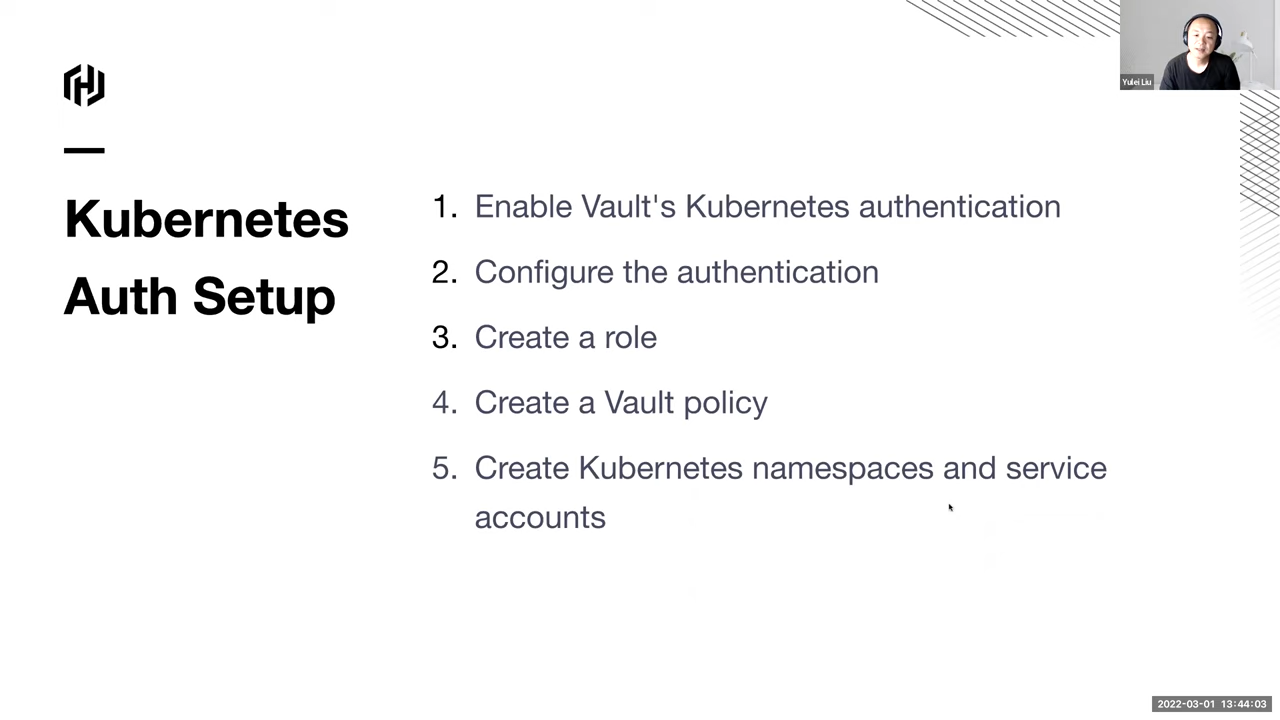 Yulei Liu
Kubernetes
Auth Setup
1. Enable Vault's Kubernetes authentication
2. Configure the authentication
3. Create a role
4. Create a Vault policy
5. Create Kubernetes namespaces and service
accounts
2022-03-01 13:44:03